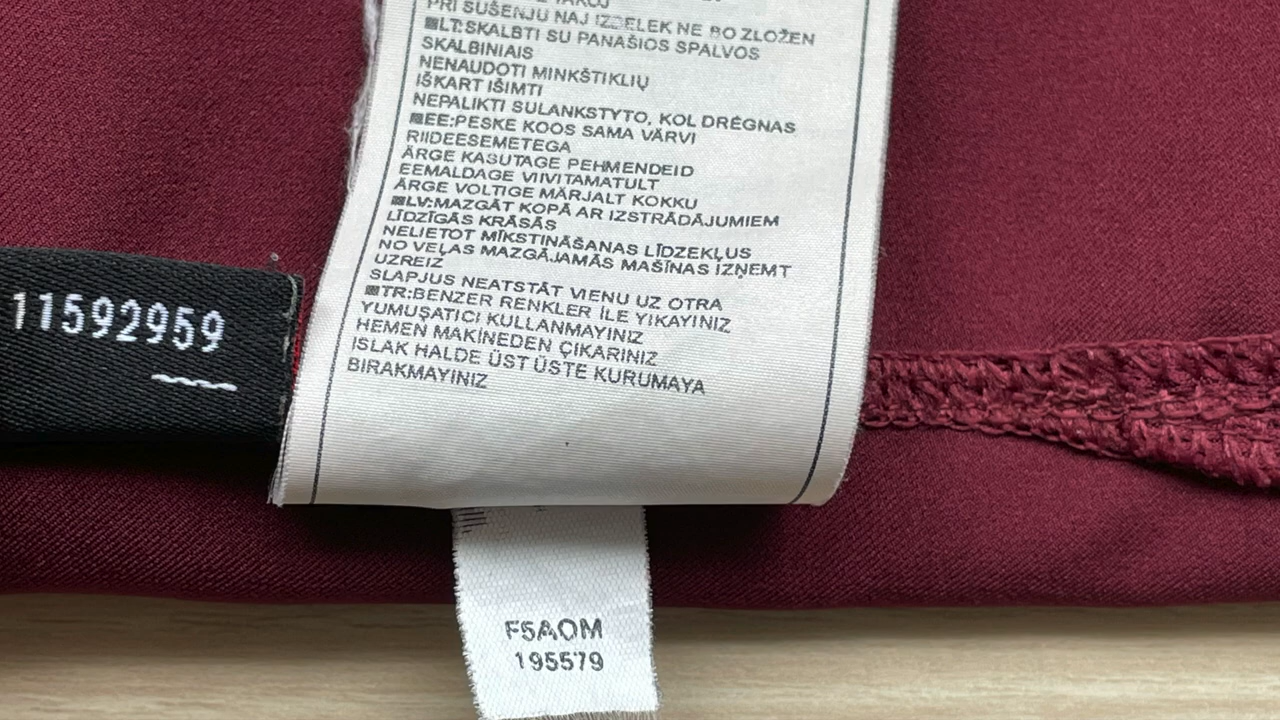 PRI SUŠENJU NAJ IZDELEK NE BO ZLOŽEN
■LT:SKALBTI SU PANAŠIOS SPALVOS
SKALBINIAIS
NENAUDOTI MINKŠTIKLIŲ
IŠKART IŠIMTI
NEPALIKTI SULANKSTYTO, KOL DRĖGNAS
■EE:PESKE KOOS SAMA VÄRVI
RIIDEESEMETEGA
ÄRGE KASUTAGE PEHMENDEID
EEMALDAGE VIIVITAMATULT
ÄRGE VOLTIGE MÄRJALT KOKKU
■LV:MAZGĀT KOPĀ AR IZSTRĀDĀJUMIEM
LĪDZĪGĀS KRĀSĀS
NELIETOT MĪKSTINĀŠANAS LĪDZEKĻUS
NO VEĻAS MAZGĀJAMĀS MAŠĪNAS IZŅEMT
UZREIZ
SLAPJUS NEATSTĀT VIENU UZ OTRA
■TR:BENZER RENKLER İLE YIKAYINIZ
YUMUŞATICI KULLANMAYINIZ
HEMEN MAKİNEDEN ÇIKARINIZ
ISLAK HALDE ÜST ÜSTE KURUMAYA
BIRAKMAYINIZ
11592959
F5AOM
195579